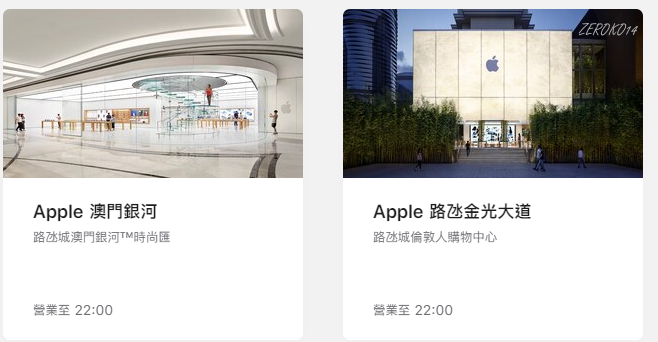 ZEROKO14
Apple 澳門銀河
路氹城澳門銀河™時尚匯
營業至 22:00
Apple 路氹金光大道
路氹城倫敦人購物中心
營業至 22:00